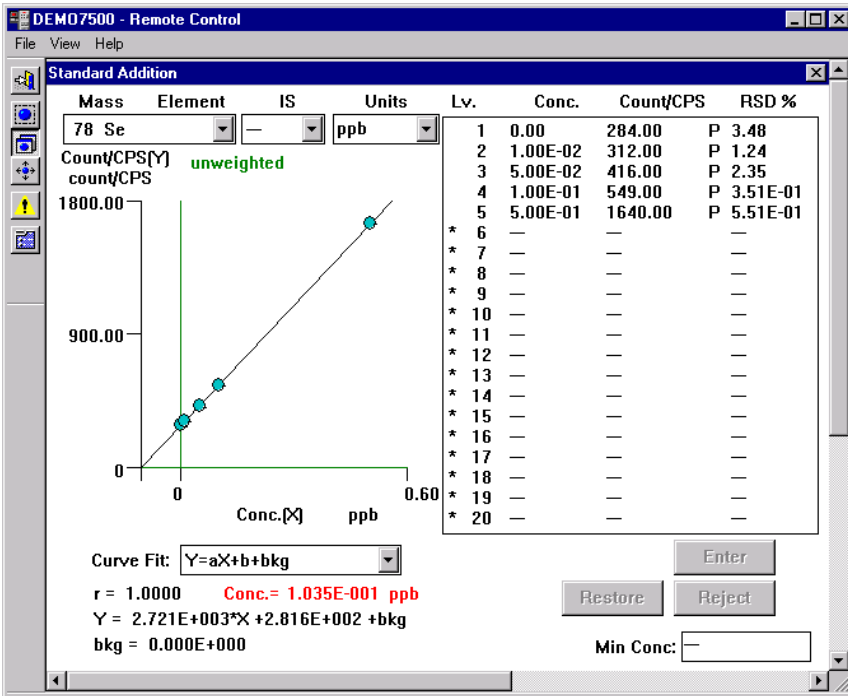 DEMO7500 - Remote Control
File View Help
Standard Addition
Mass Element IS Units
78 Se — ppb
Count/CPS(Y) unweighted
count/CPS
1800.00
900.00
0
0 0.60
Conc.(X) ppb
Lv. Conc. Count/CPS RSD %
1 0.00 284.00 P 3.48
2 1.00E-02 312.00 P 1.24
3 5.00E-02 416.00 P 2.35
4 1.00E-01 549.00 P 3.51E-01
5 5.00E-01 1640.00 P 5.51E-01
* 6 — — —
* 7 — — —
* 8 — — —
* 9 — — —
* 10 — — —
* 11 — — —
* 12 — — —
* 13 — — —
* 14 — — —
* 15 — — —
* 16 — — —
* 17 — — —
* 18 — — —
* 19 — — —
* 20 — — —
Curve Fit: Y=aX+b+bkg
r = 1.0000 Conc.= 1.035E-001 ppb
Y = 2.721E+003*X +2.816E+002 +bkg
bkg = 0.000E+000
Enter
Restore Reject
Min Conc: —